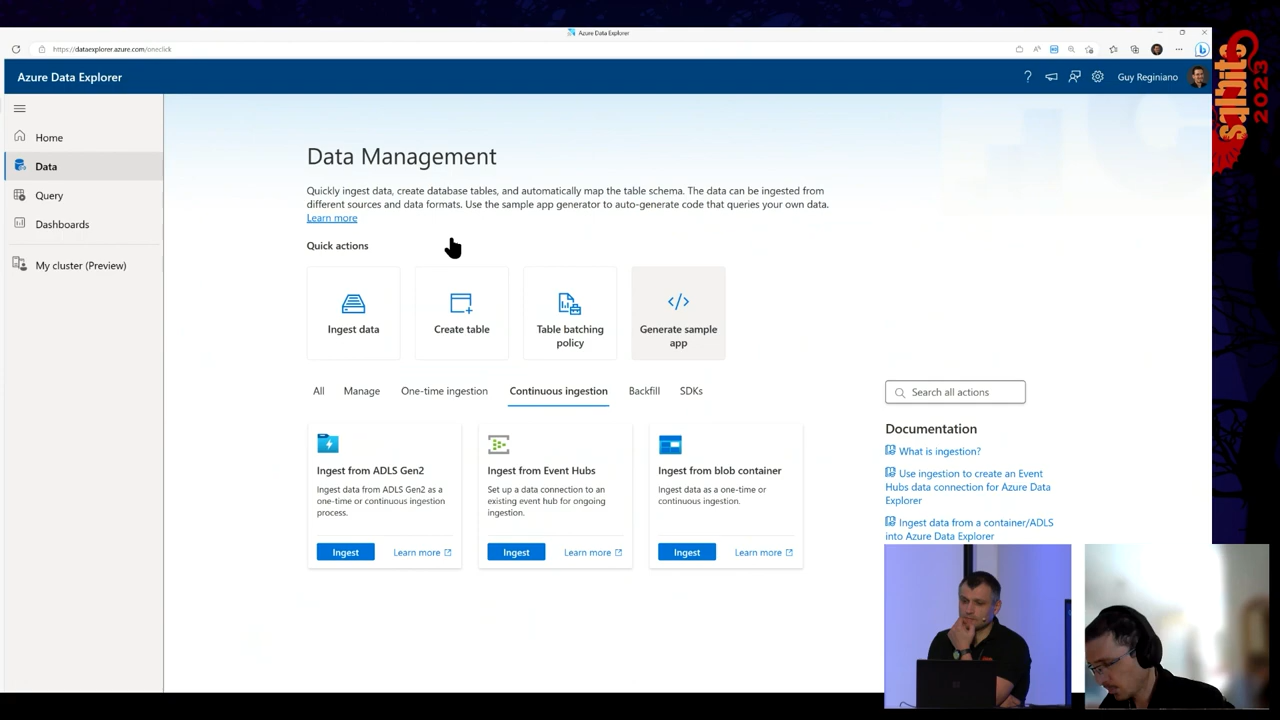 Azure Data Explorer
https://dataexplorer.azure.com/oneclick
Azure Data Explorer
Guy Reginiano
Home
Data
Query
Dashboards
My cluster (Preview)
Data Management
Quickly ingest data, create database tables, and automatically map the table schema. The data can be ingested from
different sources and data formats. Use the sample app generator to auto-generate code that queries your own data.
Learn more
Quick actions
Ingest data
Create table
Table batching
policy
Generate sample
app
All
Manage
One-time ingestion
Continuous ingestion
Backfill
SDKs
Ingest from ADLS Gen2
Ingest data from ADLS Gen2 as a
one-time or continuous ingestion
process.
Ingest
Learn more
Ingest from Event Hubs
Set up a data connection to an
existing event hub for ongoing
ingestion.
Ingest
Learn more
Ingest from blob container
Ingest data as a one-time or
continuous ingestion.
Ingest
Learn more
Search all actions
Documentation
What is ingestion?
Use ingestion to create an Event
Hubs data connection for Azure Data
Explorer
Ingest data from a container/ADLS
into Azure Data Explorer
sqlbits
2023